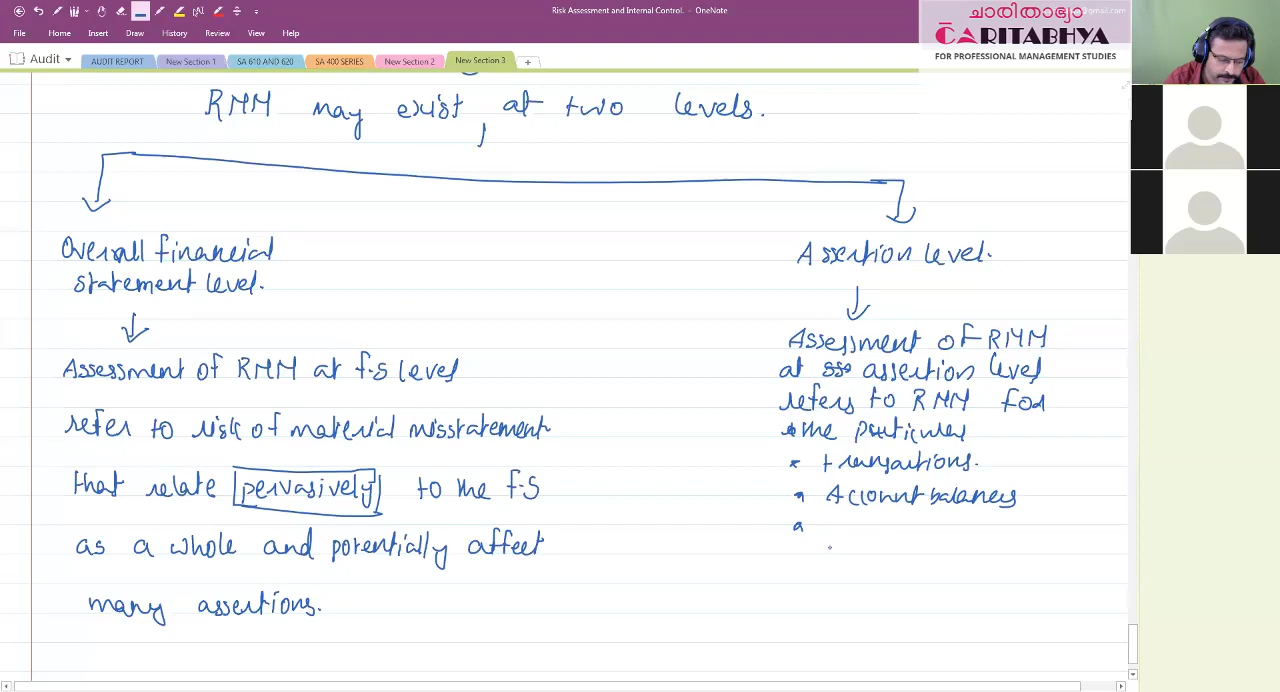 Risk Assessment and Internal Control. - OneNote
File Home Insert Draw History Review View Help
ചാരിതാഭ്യാ
@gmail.com
CARITABHYA
FOR PROFESSIONAL MANAGEMENT STUDIES
Audit
AUDIT REPORT
New Section 1
SA 610 AND 620
SA 400 SERIES
New Section 2
New Section 3
RMM may exist, at two levels.
Overall financial
statement level.
Assessment of RMM at f.s level
refer to risk of material misstatement
that relate pervasively to the f.s
as a whole and potentially affect
many assertions.
Assertion level.
Assessment of RMM
at assertion level
refers to RMM for
the particular
* transactions.
* Account balances